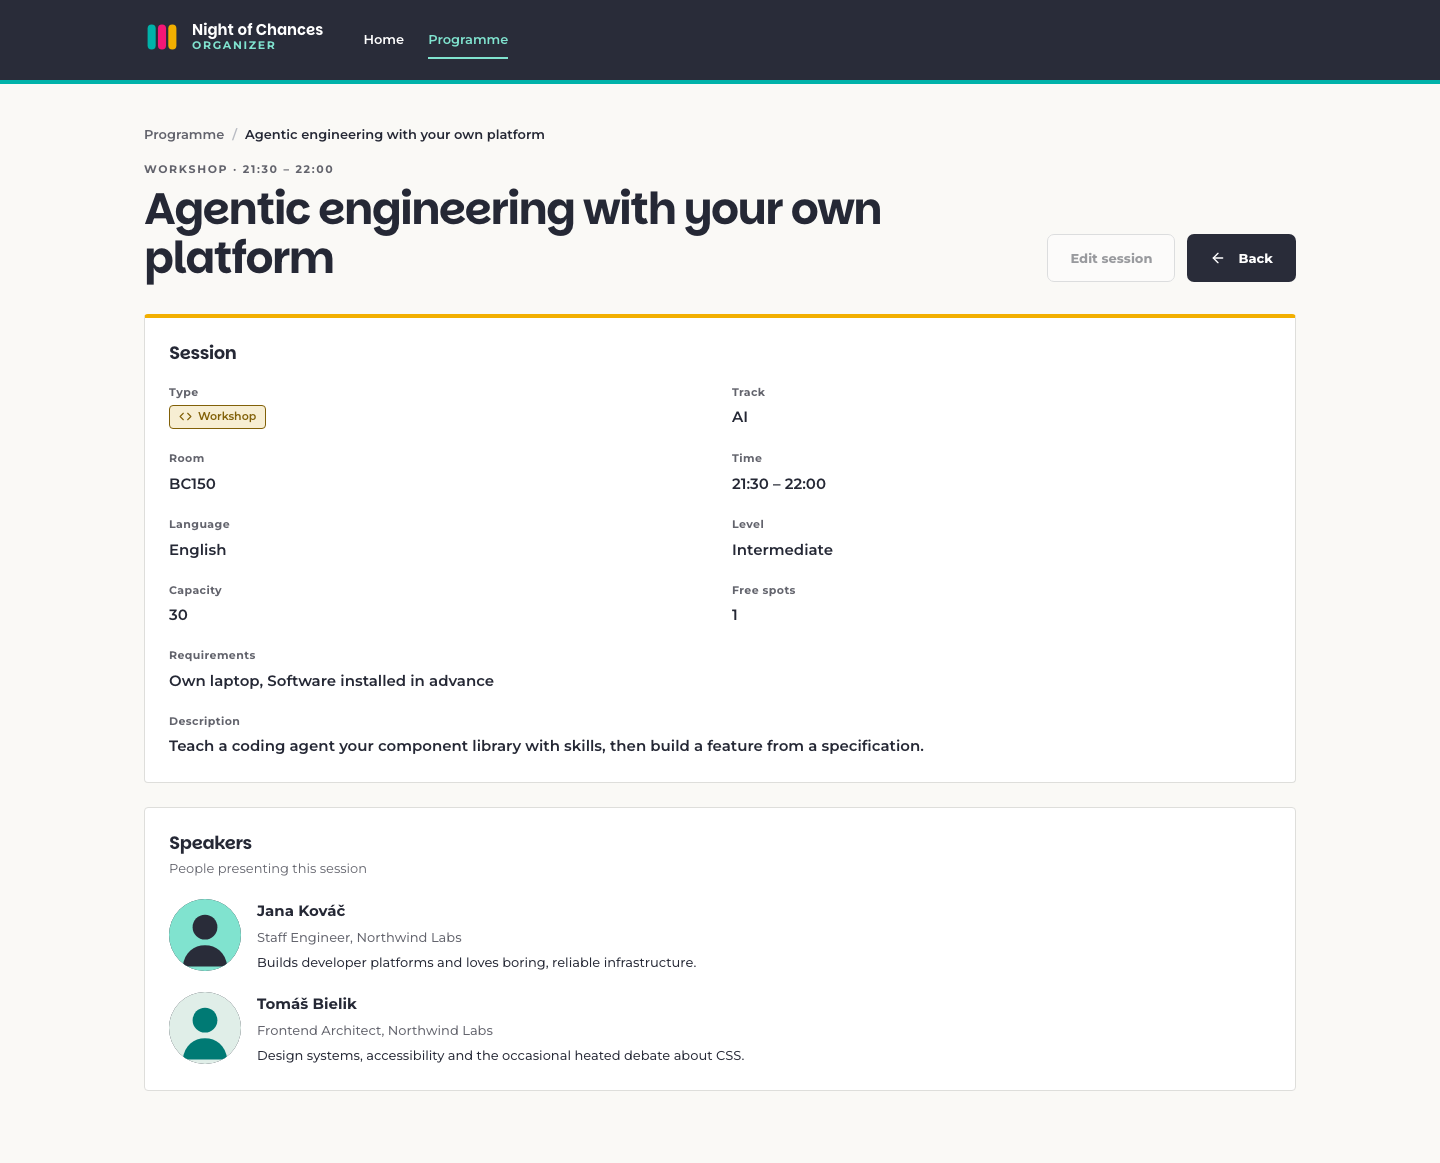 Night of Chances
ORGANIZER
Home
Programme
Programme / Agentic engineering with your own platform
WORKSHOP · 21:30 – 22:00
Agentic engineering with your own
platform
Edit session
Back
Session
Type
Workshop
Track
AI
Room
BC150
Time
21:30 – 22:00
Language
English
Level
Intermediate
Capacity
30
Free spots
1
Requirements
Own laptop, Software installed in advance
Description
Teach a coding agent your component library with skills, then build a feature from a specification.
Speakers
People presenting this session
Jana Kováč
Staff Engineer, Northwind Labs
Builds developer platforms and loves boring, reliable infrastructure.
Tomáš Bielik
Frontend Architect, Northwind Labs
Design systems, accessibility and the occasional heated debate about CSS.